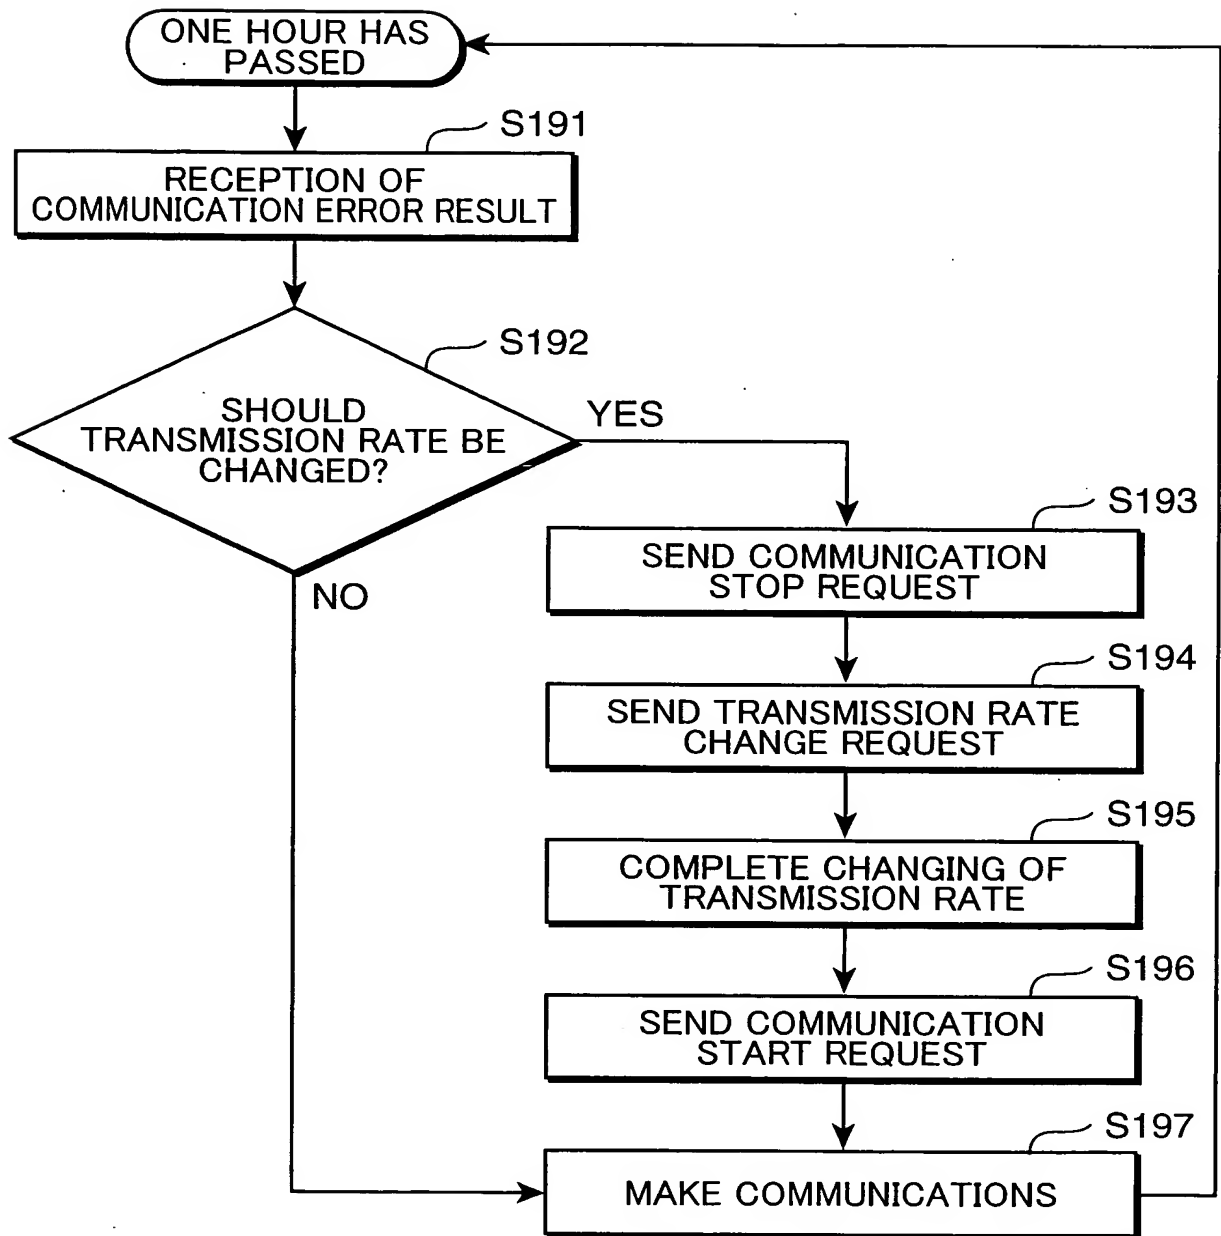 ONE HOUR HAS
PASSED
S191
RECEPTION OF
COMMUNICATION ERROR RESULT
S192
SHOULD
TRANSMISSION RATE BE
CHANGED?
YES
NO
S193
SEND COMMUNICATION
STOP REQUEST
S194
SEND TRANSMISSION RATE
CHANGE REQUEST
S195
COMPLETE CHANGING OF
TRANSMISSION RATE
S196
SEND COMMUNICATION
START REQUEST
S197
MAKE COMMUNICATIONS